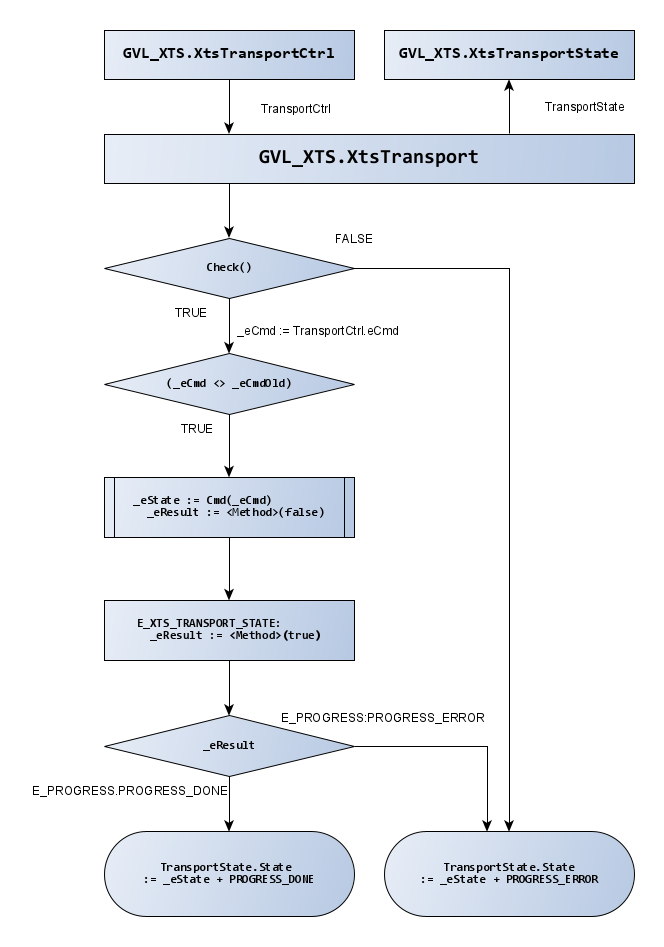 GVL_XTS.XtsTransportCtrl
GVL_XTS.XtsTransportState
TransportCtrl
TransportState
GVL_XTS.XtsTransport
FALSE
Check()
TRUE
_eCmd := TransportCtrl.eCmd
(_eCmd <> _eCmdOld)
TRUE
_eState := Cmd(_eCmd)
_eResult := <Method>(false)
E_XTS_TRANSPORT_STATE:
_eResult := <Method>(true)
E_PROGRESS:PROGRESS_ERROR
_eResult
E_PROGRESS.PROGRESS_DONE
TransportState.State
:= _eState + PROGRESS_DONE
TransportState.State
:= _eState + PROGRESS_ERROR